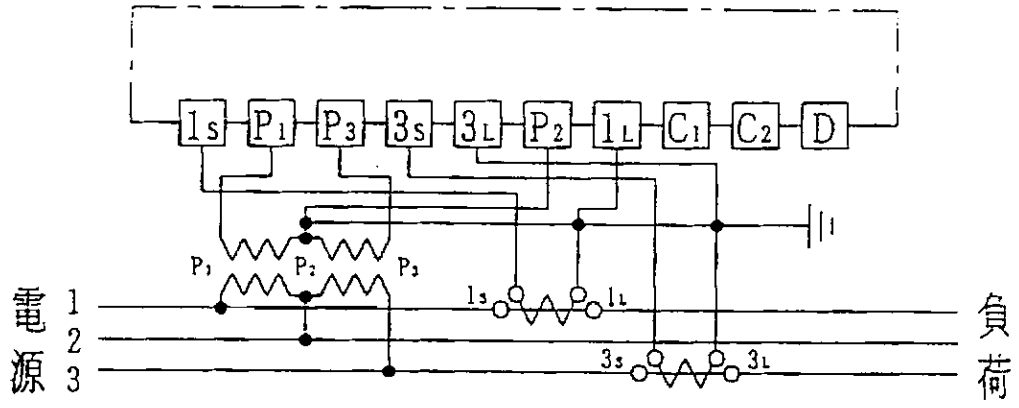 1S P1 P3 3S 3L P2 1L C1 C2 D
P1 P2 P3
電源
1
2
3
1S 1L
3S 3L
負荷